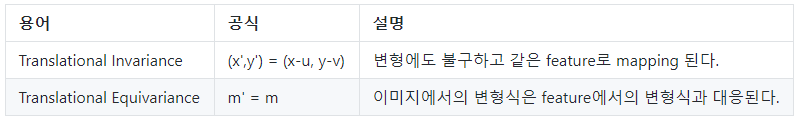 용어 공식 설명
Translational Invariance (x',y') = (x-u, y-v) 변형에도 불구하고 같은 feature로 mapping 된다.
Translational Equivariance m' = m 이미지에서의 변형식은 feature에서의 변형식과 대응된다.